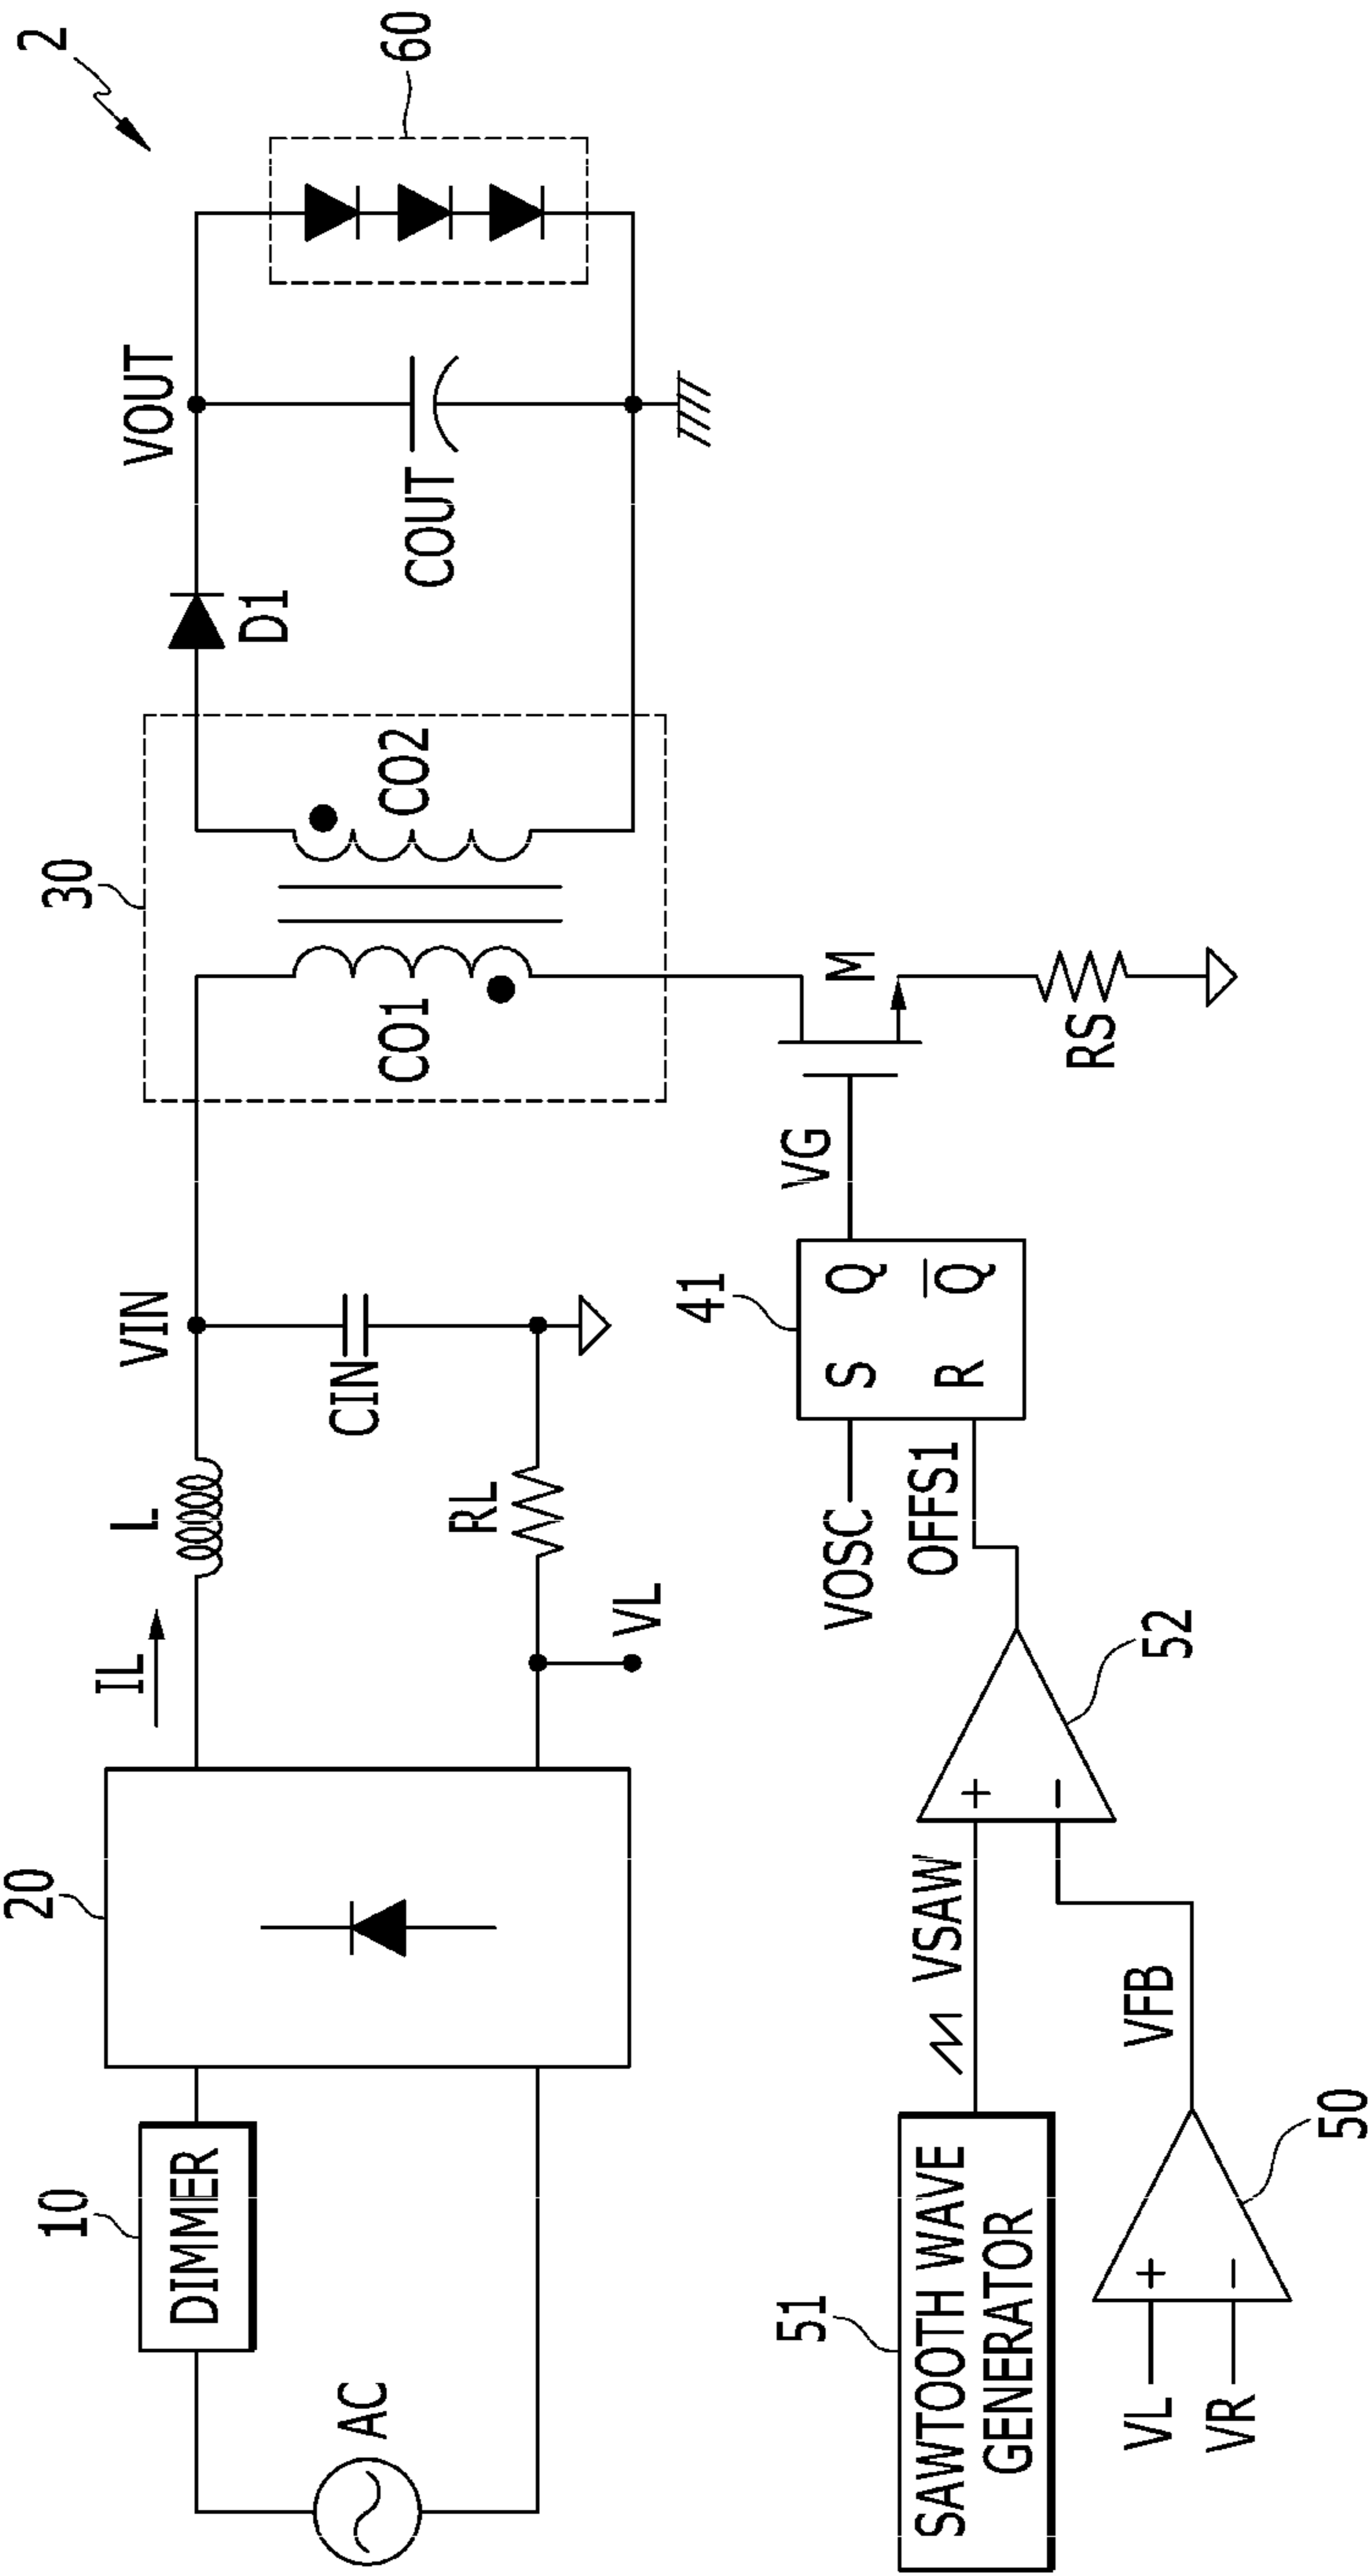 2
30
60
20
10
IL
L
VIN
VOUT
D1
DIMMER
AC
RL
CIN
CO1
CO2
COUT
VL
41
VG
M
VOSC
S Q
R Q̅
OFFS1
RS
51
SAWTOOTH WAVE
GENERATOR
VSAW
+
−
52
VFB
VL
+
VR
−
50